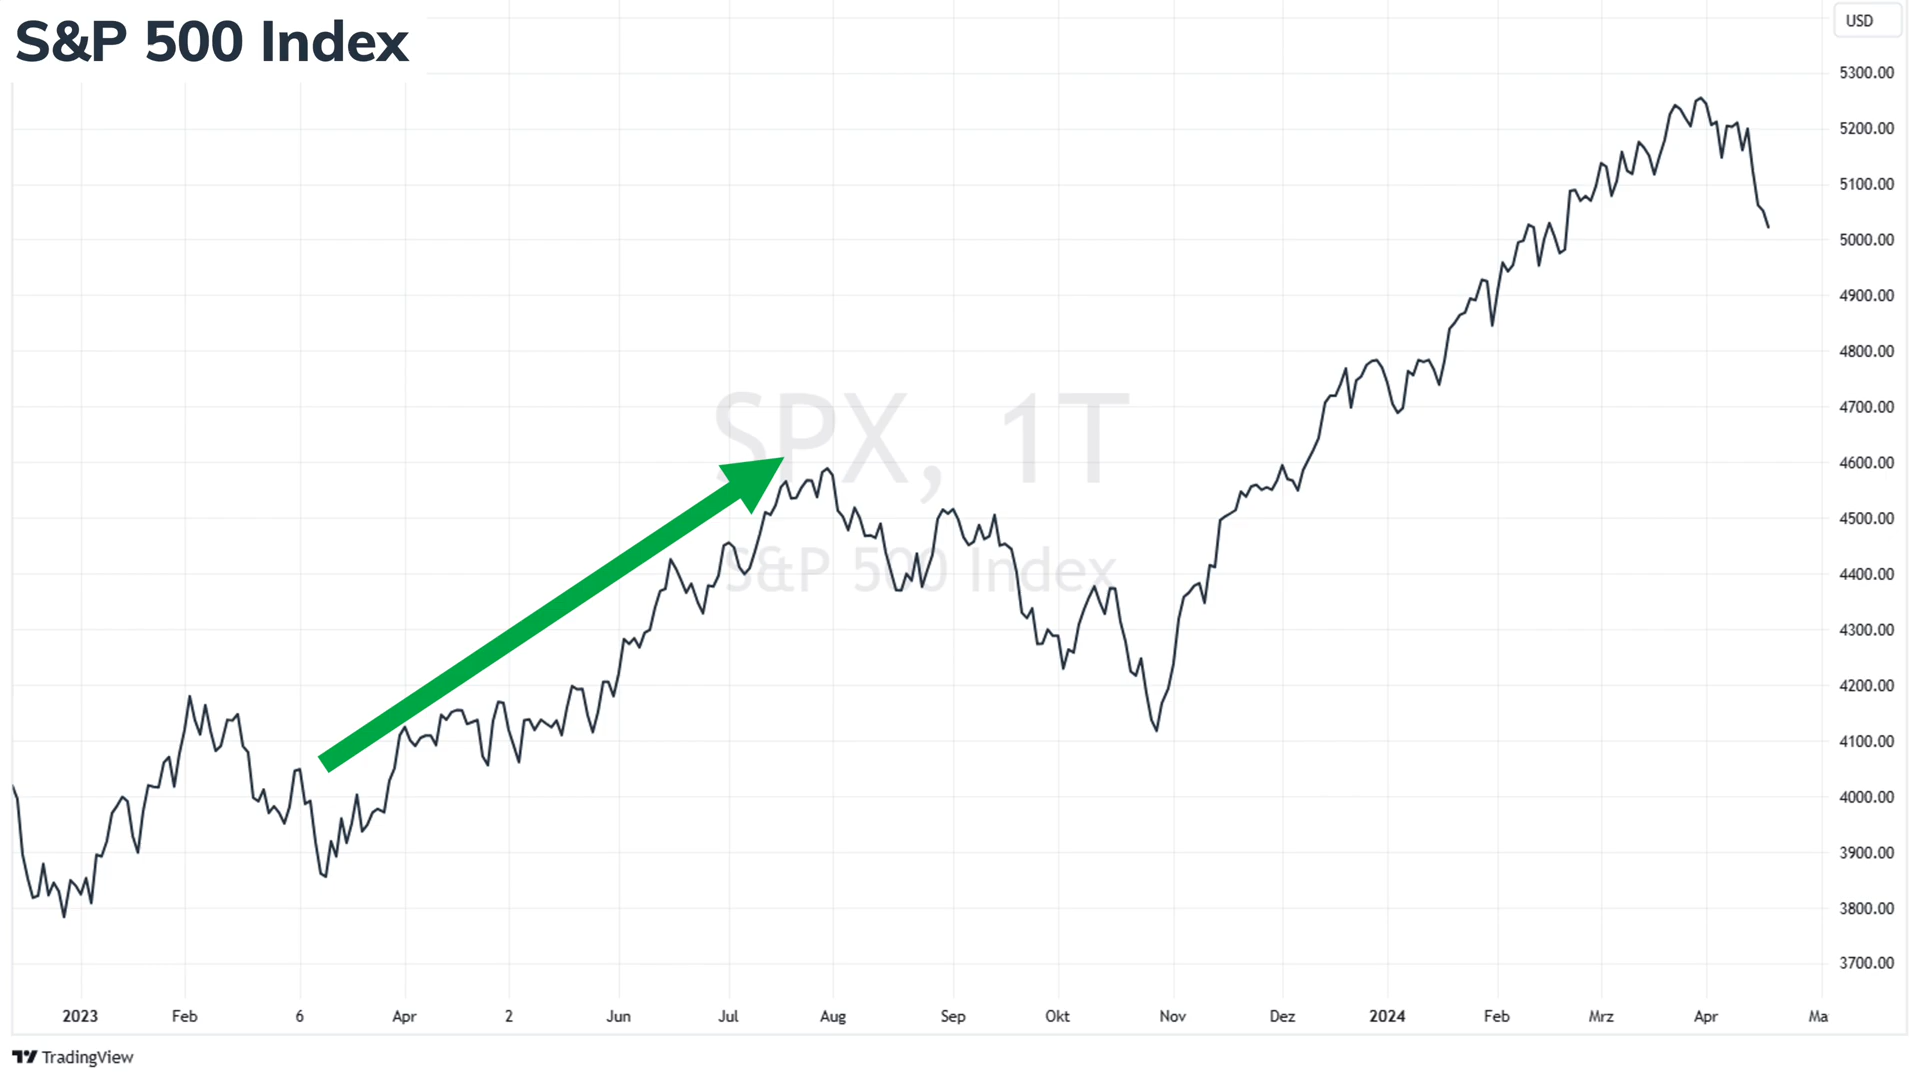 S&P 500 Index
USD
5300.00
5200.00
5100.00
5000.00
4900.00
4800.00
4700.00
4600.00
4500.00
4400.00
4300.00
4200.00
4100.00
4000.00
3900.00
3800.00
3700.00
SPX, 1T
S&P 500 Index
2023 Feb 6 Apr 2 Jun Jul Aug Sep Okt Nov Dez 2024 Feb Mrz Apr Ma
TradingView